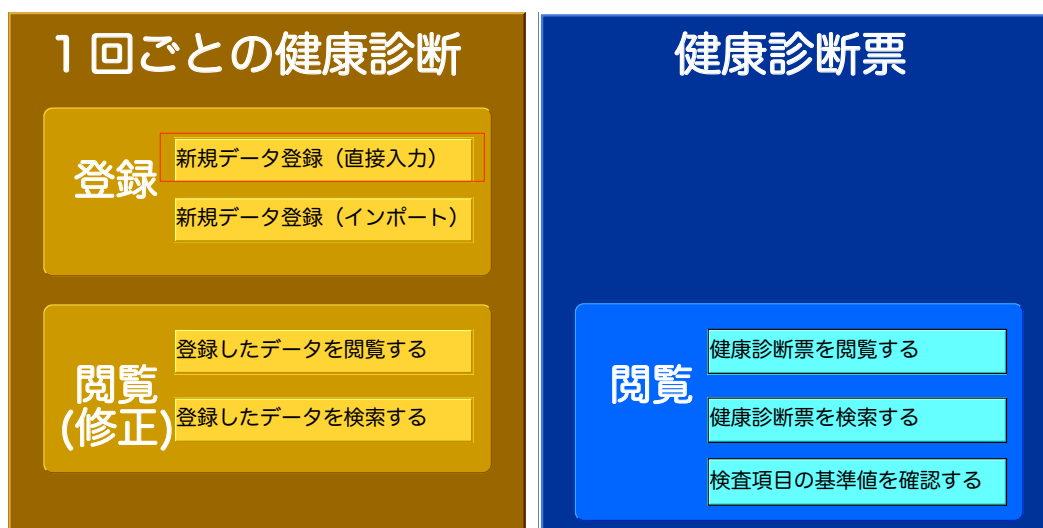 １回ごとの健康診断
登録
新規データ登録（直接入力）
新規データ登録（インポート）
閲覧
(修正)
登録したデータを閲覧する
登録したデータを検索する
健康診断票
閲覧
健康診断票を閲覧する
健康診断票を検索する
検査項目の基準値を確認する